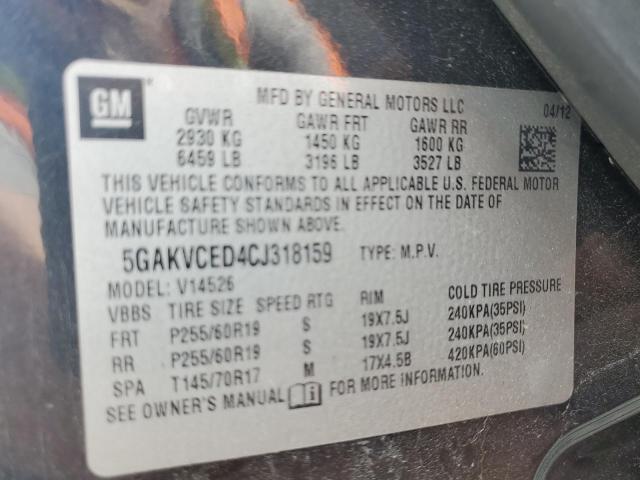 GM
MFD BY GENERAL MOTORS LLC
04/12
GVWR GAWR FRT GAWR RR
2930 KG 1450 KG 1600 KG
6459 LB 3196 LB 3527 LB
THIS VEHICLE CONFORMS TO ALL APPLICABLE U.S. FEDERAL MOTOR
VEHICLE SAFETY STANDARDS IN EFFECT ON THE DATE OF
MANUFACTURE SHOWN ABOVE.
5GAKVCED4CJ318159 TYPE: M.P.V.
MODEL: V14526
VBBS TIRE SIZE SPEED RTG RIM COLD TIRE PRESSURE
FRT P255/60R19 S 19X7.5J 240KPA(35PSI)
RR P255/60R19 S 19X7.5J 240KPA(35PSI)
SPA T145/70R17 M 17X4.5B 420KPA(60PSI)
SEE OWNER'S MANUAL FOR MORE INFORMATION.